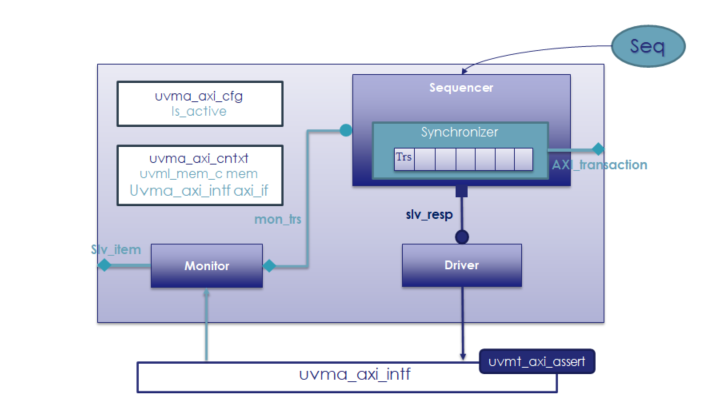 Seq
uvma_axi_cfg
is_active
Sequencer
Synchronizer
Trs
uvma_axi_cntxt
uvml_mem_c mem
Uvma_axi_intf axi_if
AXI_transaction
mon_trs
slv_resp
Slv_item
Monitor
Driver
uvmt_axi_assert
uvma_axi_intf